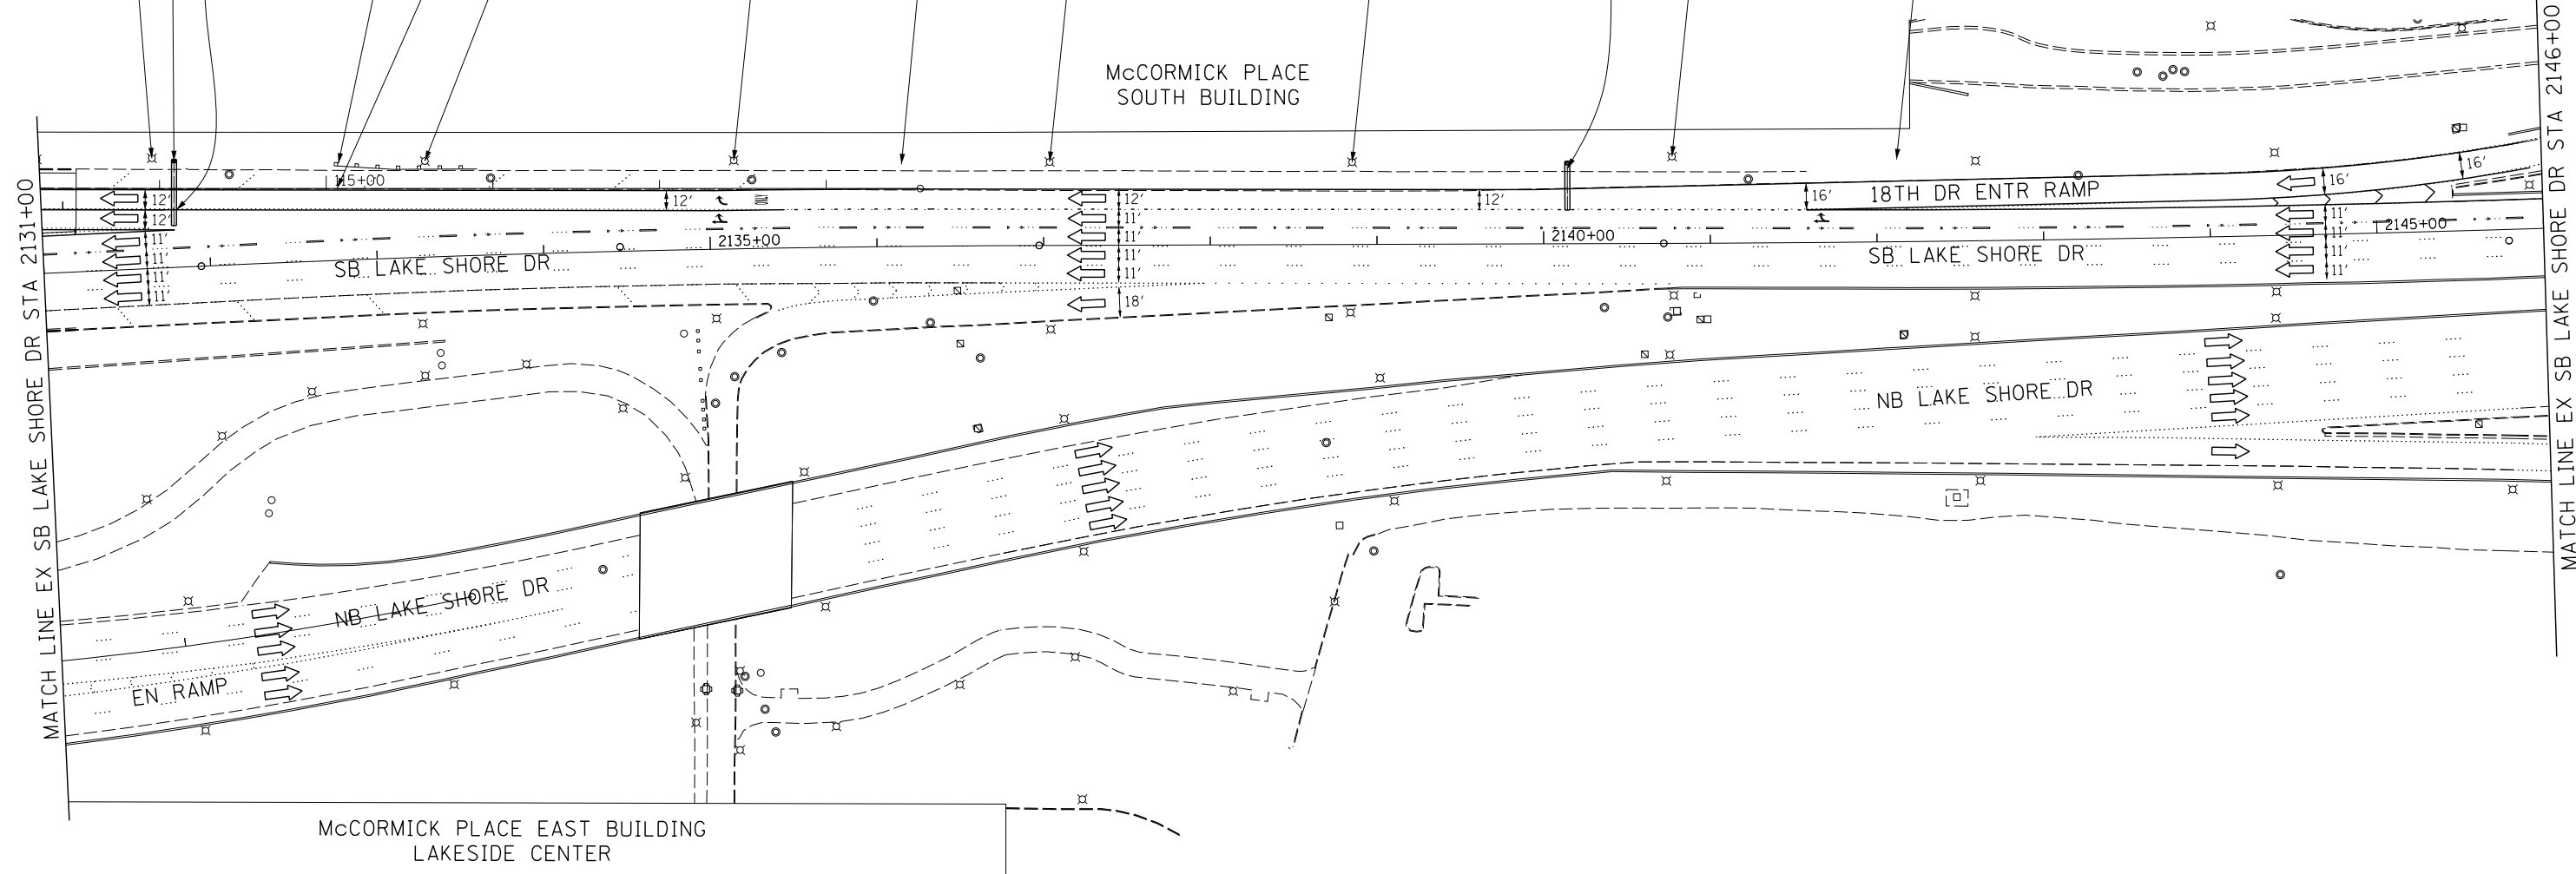 McCORMICK PLACE
SOUTH BUILDING
MATCH LINE EX SB LAKE SHORE DR STA 2131+00
MATCH LINE EX SB LAKE SHORE DR STA 2146+00
115+00
12'
12'
11'
11'
11'
11'
12'
12'
11'
11'
11'
11'
18'
12'
16'
18TH DR ENTR RAMP
16'
16'
11'
11'
11'
11'
2135+00
2140+00
2145+00
SB LAKE SHORE DR
SB LAKE SHORE DR
NB LAKE SHORE DR
NB LAKE SHORE DR
EN RAMP
McCORMICK PLACE EAST BUILDING
LAKESIDE CENTER